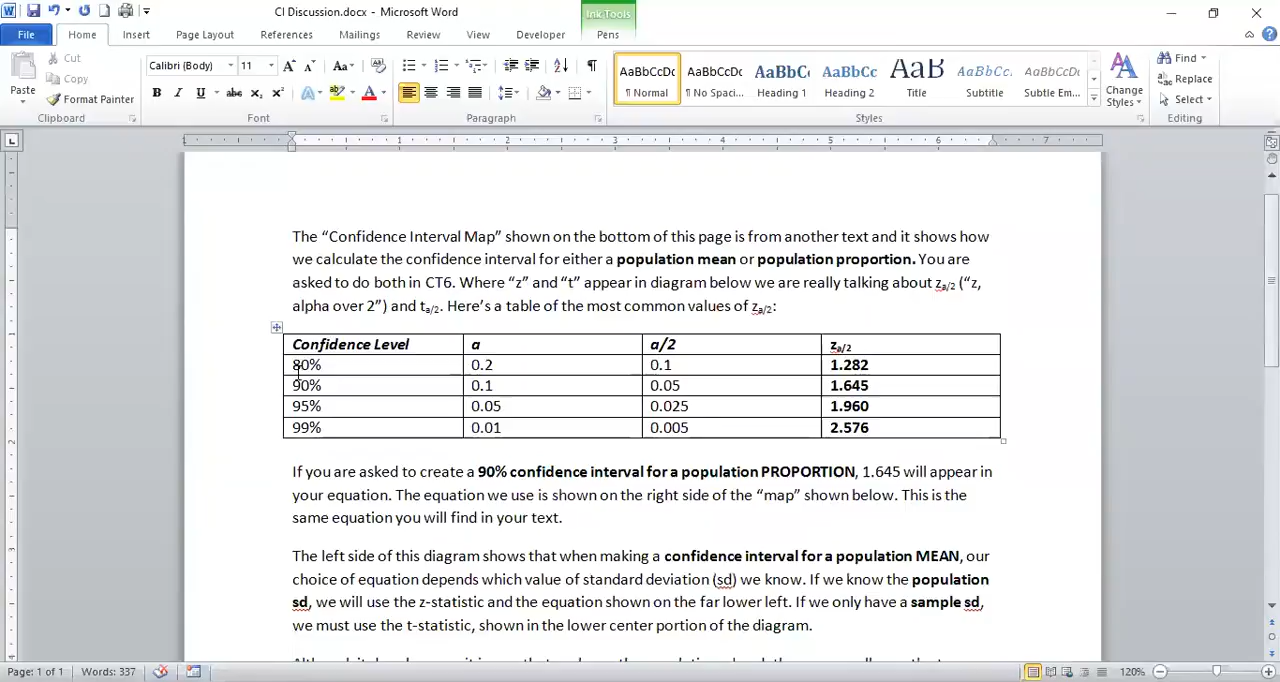 CI Discussion.docx - Microsoft Word
Ink Tools
File Home Insert Page Layout References Mailings Review View Developer Pens
Paste
Cut
Copy
Format Painter
Clipboard
Calibri (Body) 11
Font
Paragraph
AaBbCcDc AaBbCcDc AaBbC AaBbCc AaB AaBbCc. AaBbCcDc.
¶ Normal ¶ No Spaci... Heading 1 Heading 2 Title Subtitle Subtle Em...
Styles
Change Styles
Find
Replace
Select
Editing
1 1 2 3 4 5 6 7
The “Confidence Interval Map” shown on the bottom of this page is from another text and it shows how
we calculate the confidence interval for either a population mean or population proportion. You are
asked to do both in CT6. Where “z” and “t” appear in diagram below we are really talking about za/2 (“z,
alpha over 2”) and ta/2. Here’s a table of the most common values of za/2:
Confidence Level a a/2 za/2
80% 0.2 0.1 1.282
90% 0.1 0.05 1.645
95% 0.05 0.025 1.960
99% 0.01 0.005 2.576
If you are asked to create a 90% confidence interval for a population PROPORTION, 1.645 will appear in
your equation. The equation we use is shown on the right side of the “map” shown below. This is the
same equation you will find in your text.
The left side of this diagram shows that when making a confidence interval for a population MEAN, our
choice of equation depends which value of standard deviation (sd) we know. If we know the population
sd, we will use the z-statistic and the equation shown on the far lower left. If we only have a sample sd,
we must use the t-statistic, shown in the lower center portion of the diagram.
Page: 1 of 1 Words: 337 120%